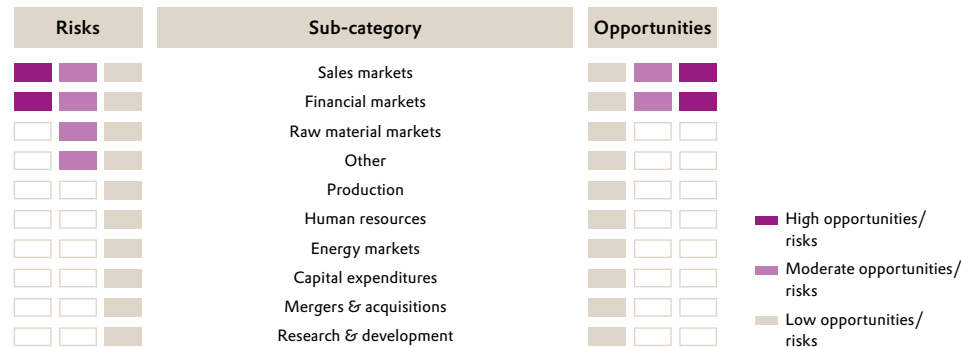 Risks
Sub-category
Opportunities
Sales markets
Financial markets
Raw material markets
Other
Production
Human resources
Energy markets
Capital expenditures
Mergers & acquisitions
Research & development
High opportunities/
risks
Moderate opportunities/
risks
Low opportunities/
risks